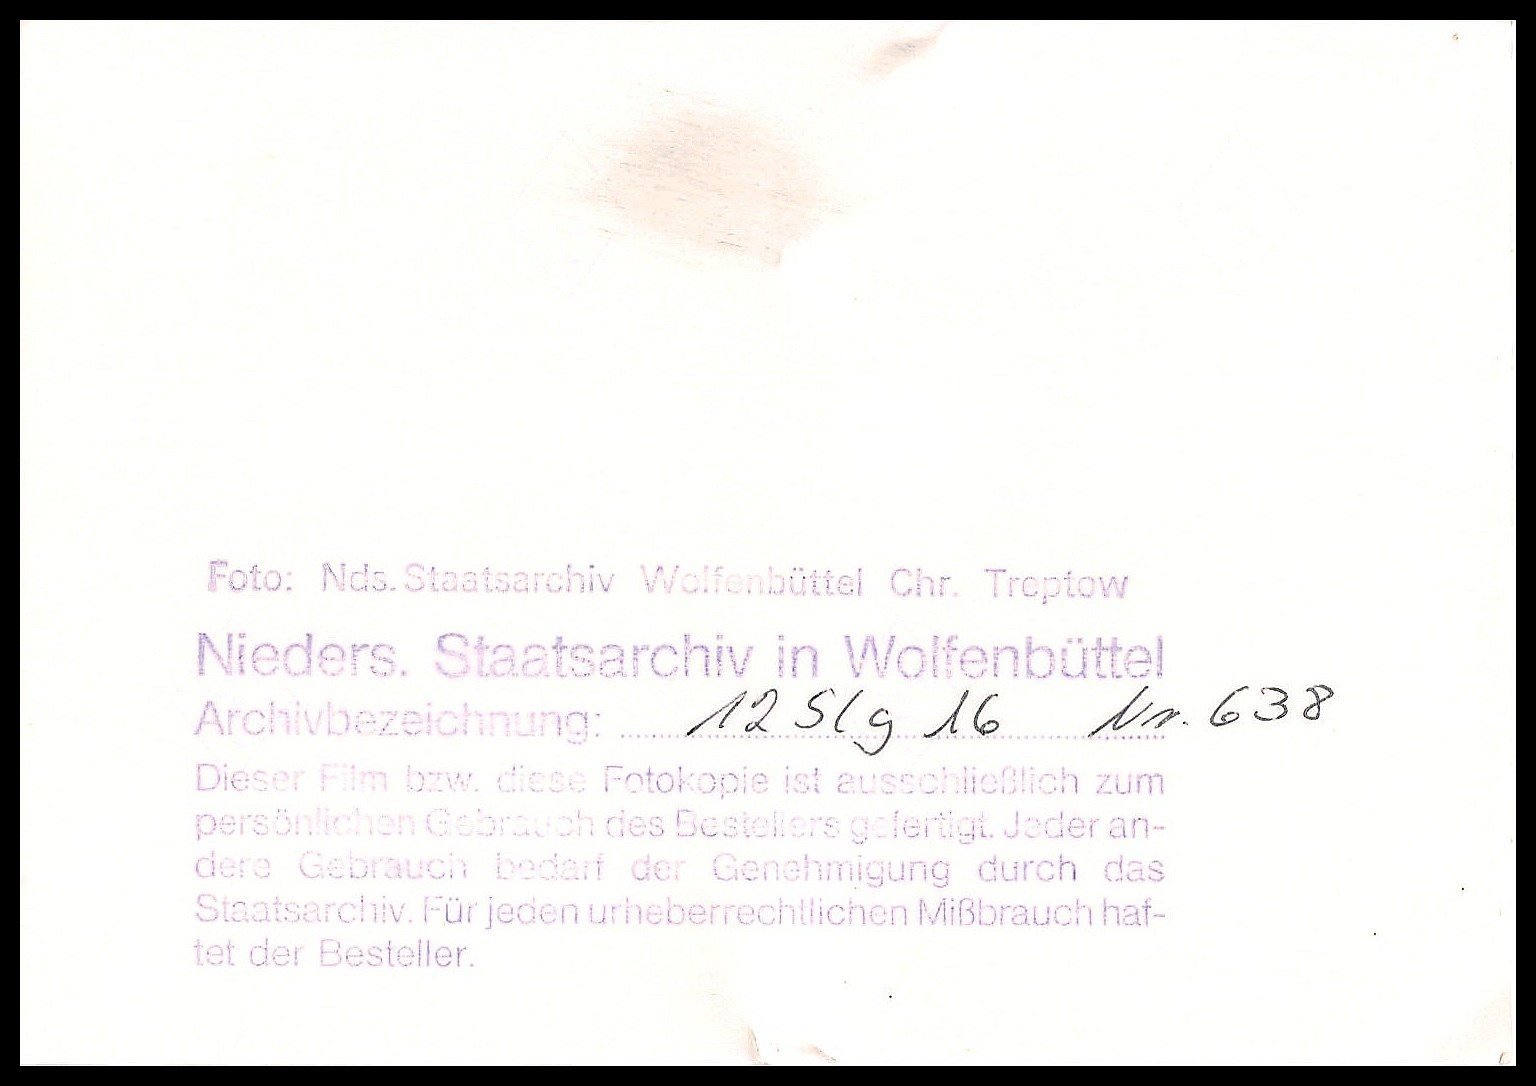 Foto: Nds. Staatsarchiv Wolfenbüttel Chr. Treptow
Nieders. Staatsarchiv in Wolfenbüttel
Archivbezeichnung: 12 Slg 16 Nr. 638
Dieser Film bzw. diese Fotokopie ist ausschließlich zum
persönlichen Gebrauch des Bestellers gefertigt. Jeder an-
dere Gebrauch bedarf der Genehmigung durch das
Staatsarchiv. Für jeden urheberrechtlichen Mißbrauch haf-
tet der Besteller.